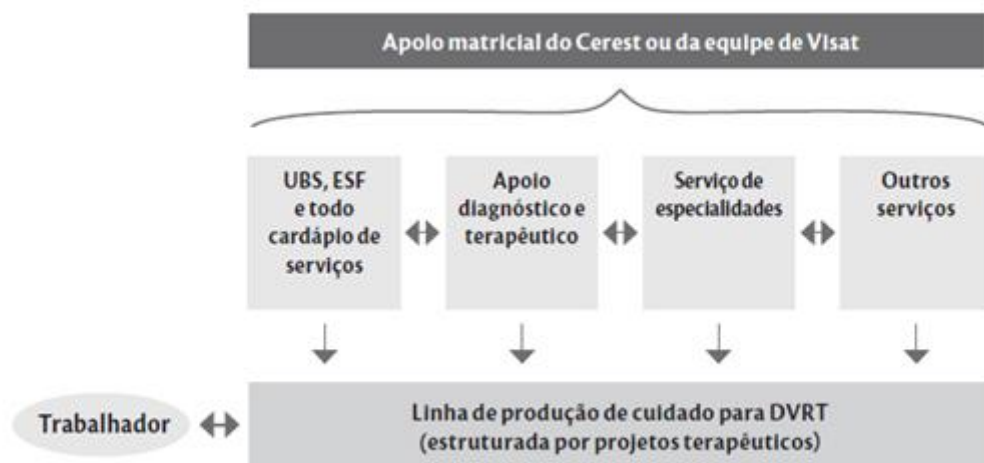 Apoio matricial do Cerest ou da equipe de Visat
UBS, ESF
e todo
cardápio de
serviços
Apoio
diagnóstico e
terapêutico
Serviço de
especialidades
Outros
serviços
Trabalhador
Linha de produção de cuidado para DVRT
(estruturada por projetos terapêuticos)